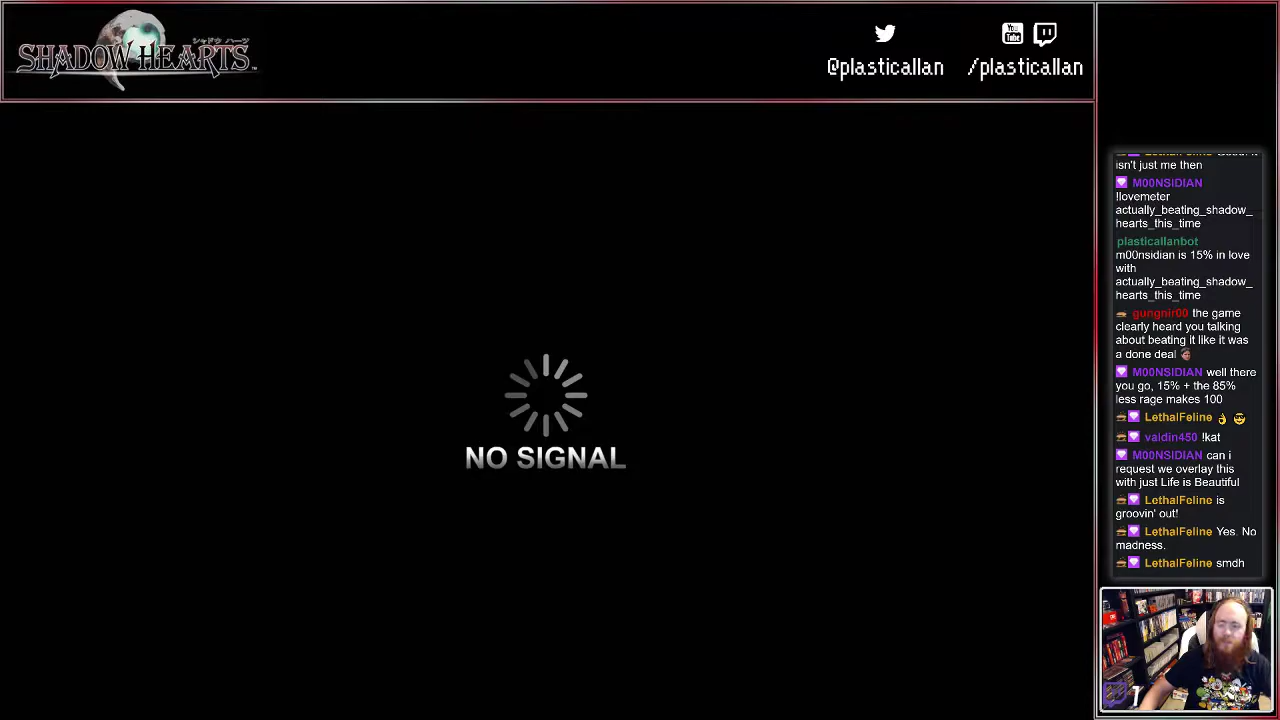 シャドウ ハーツ
SHADOW HEARTS™
@plasticallan
You
Tube
/plasticallan
isn't just me then
M00NSIDIAN
!lovemeter
actually_beating_shadow_
hearts_this_time
plasticallanbot
m00nsidian is 15% in love
with
actually_beating_shadow_
hearts_this_time
gungnir00 the game
clearly heard you talking
about beating it like it was
a done deal
M00NSIDIAN well there
you go, 15% + the 85%
less rage makes 100
LethalFeline
valdin450 !kat
M00NSIDIAN can i
request we overlay this
with just Life is Beautiful
LethalFeline is
groovin' out!
LethalFeline Yes. No
madness.
LethalFeline smdh
NO SIGNAL